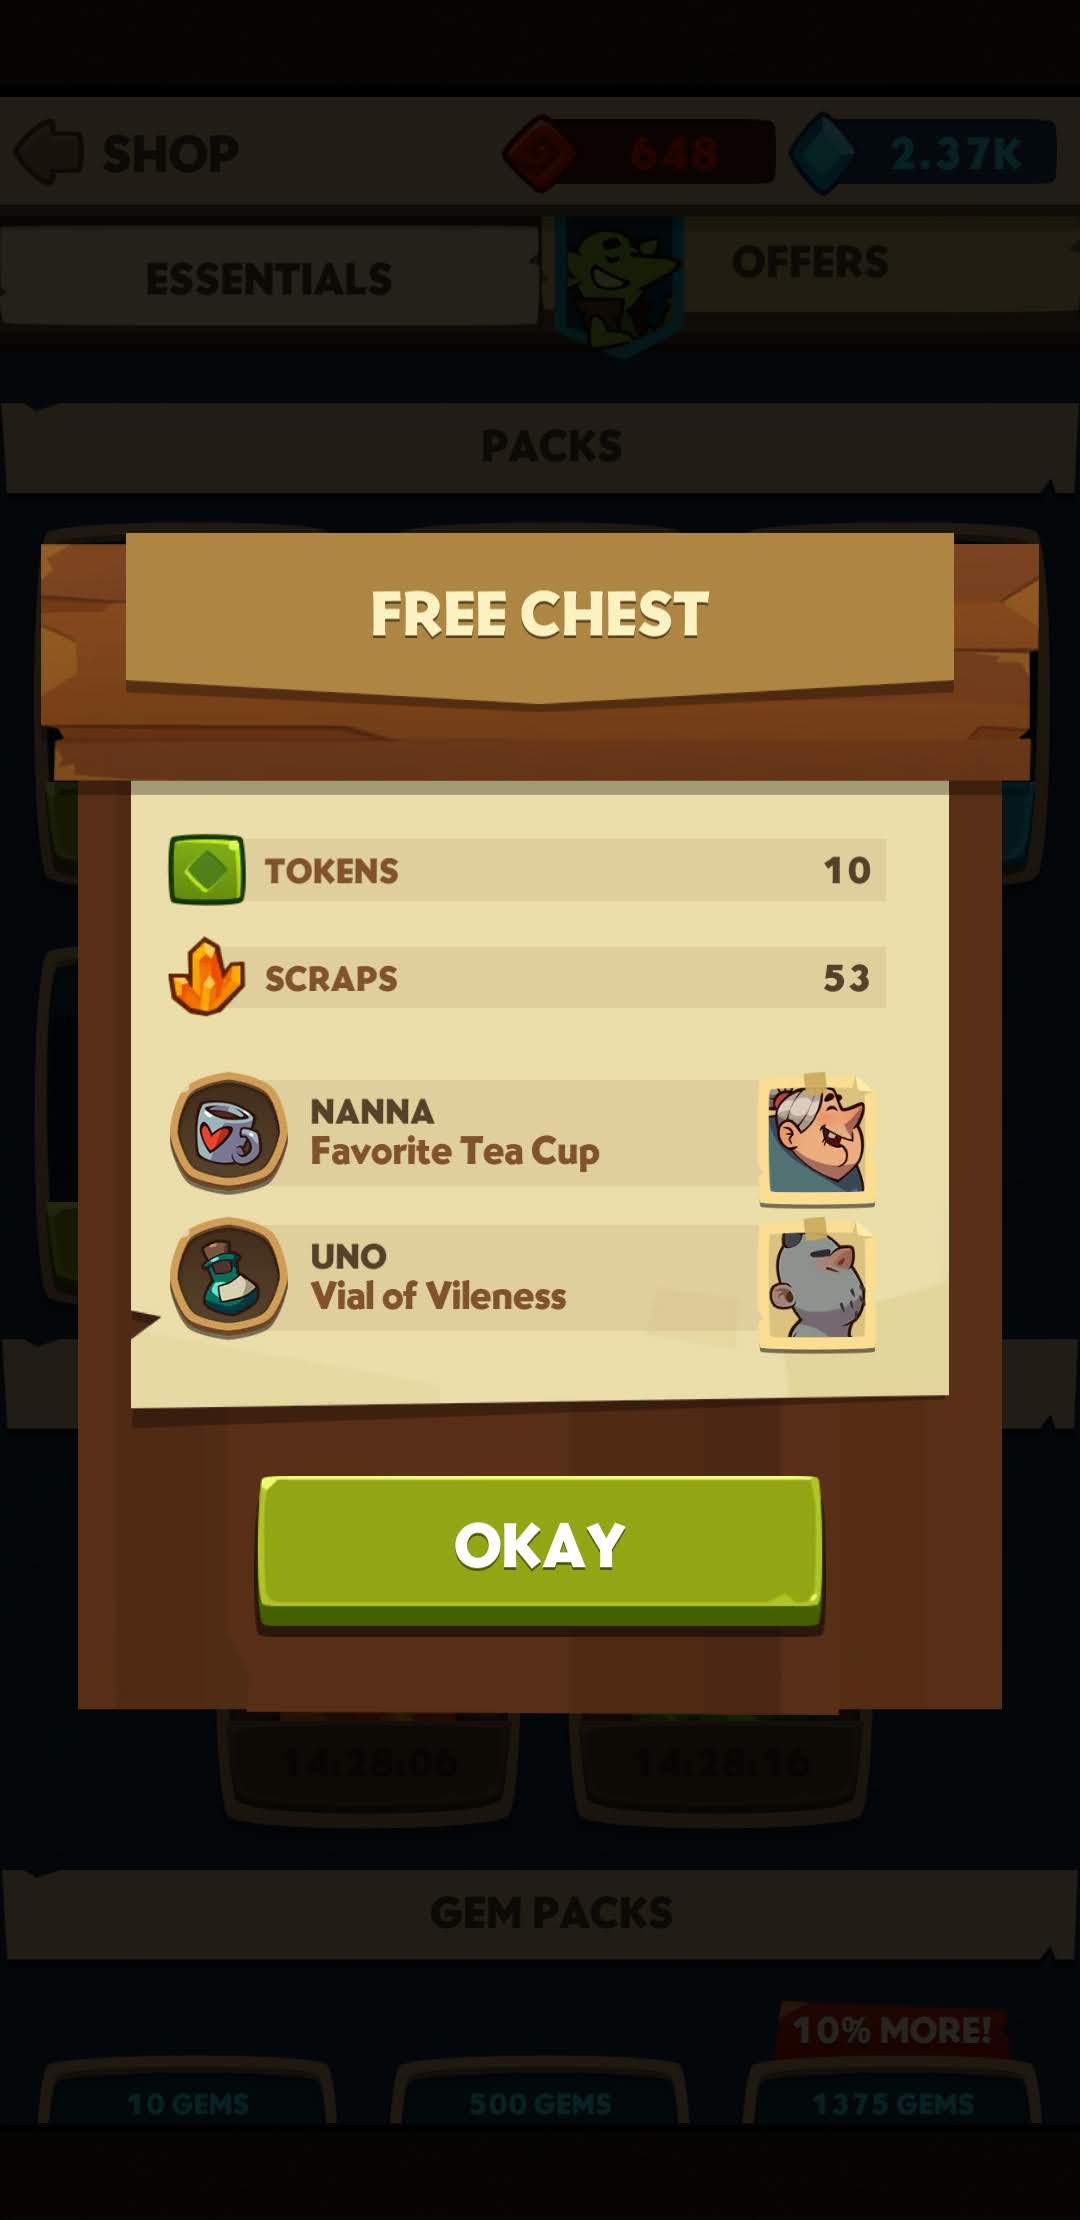 SHOP
648
2.37K
ESSENTIALS
OFFERS
PACKS
FREE CHEST
TOKENS
10
SCRAPS
53
NANNA
Favorite Tea Cup
UNO
Vial of Vileness
OKAY
14:28:06
14:28:16
GEM PACKS
10% MORE!
10 GEMS
500 GEMS
1375 GEMS